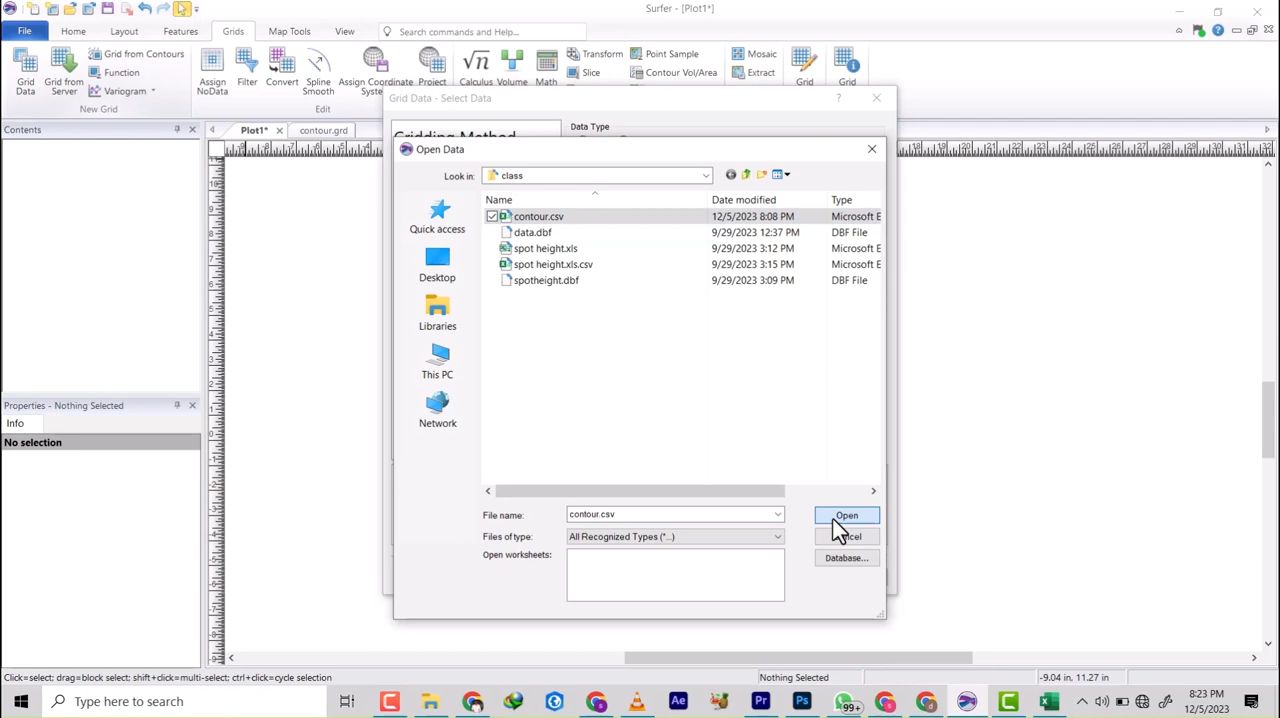 Surfer - [Plot1*]
File Home Layout Features Grids Map Tools View Search commands and Help...
Grid Data
Grid from Server
Grid from Contours
Function
Variogram
New Grid
Assign NoData
Filter
Convert
Spline Smooth
Assign Coordinate
Project
Edit
Calculus
Volume
Math
Transform
Slice
Point Sample
Contour Vol/Area
Mosaic
Extract
Grid
Grid
Contents
Plot1*
contour.grd
Grid Data - Select Data
Gridding Method
Data Type
Open Data
Look in: class
Name Date modified Type
contour.csv 12/5/2023 8:08 PM Microsoft E
data.dbf 9/29/2023 12:37 PM DBF File
spot height.xls 9/29/2023 3:12 PM Microsoft E
spot height.xls.csv 9/29/2023 3:15 PM Microsoft E
spotheight.dbf 9/29/2023 3:09 PM DBF File
Quick access
Desktop
Libraries
This PC
Network
File name: contour.csv Open
Files of type: All Recognized Types (*...)
Open worksheets: Database...
Properties - Nothing Selected
Info
No selection
Click=select; drag=block select; shift+click=multi-select; ctrl+click=cycle selection Nothing Selected -9.04 in, 11.27 in
Type here to search
99+
8:23 PM
12/5/2023